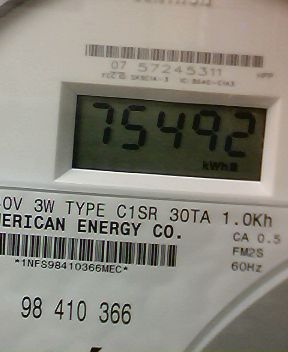 07 57245311
75492
kWh
0V 3W TYPE C1SR 30TA 1.0Kh
MERICAN ENERGY CO.
CA 0.5
FM2S
60Hz
*1NFS98410366MEC*
98 410 366